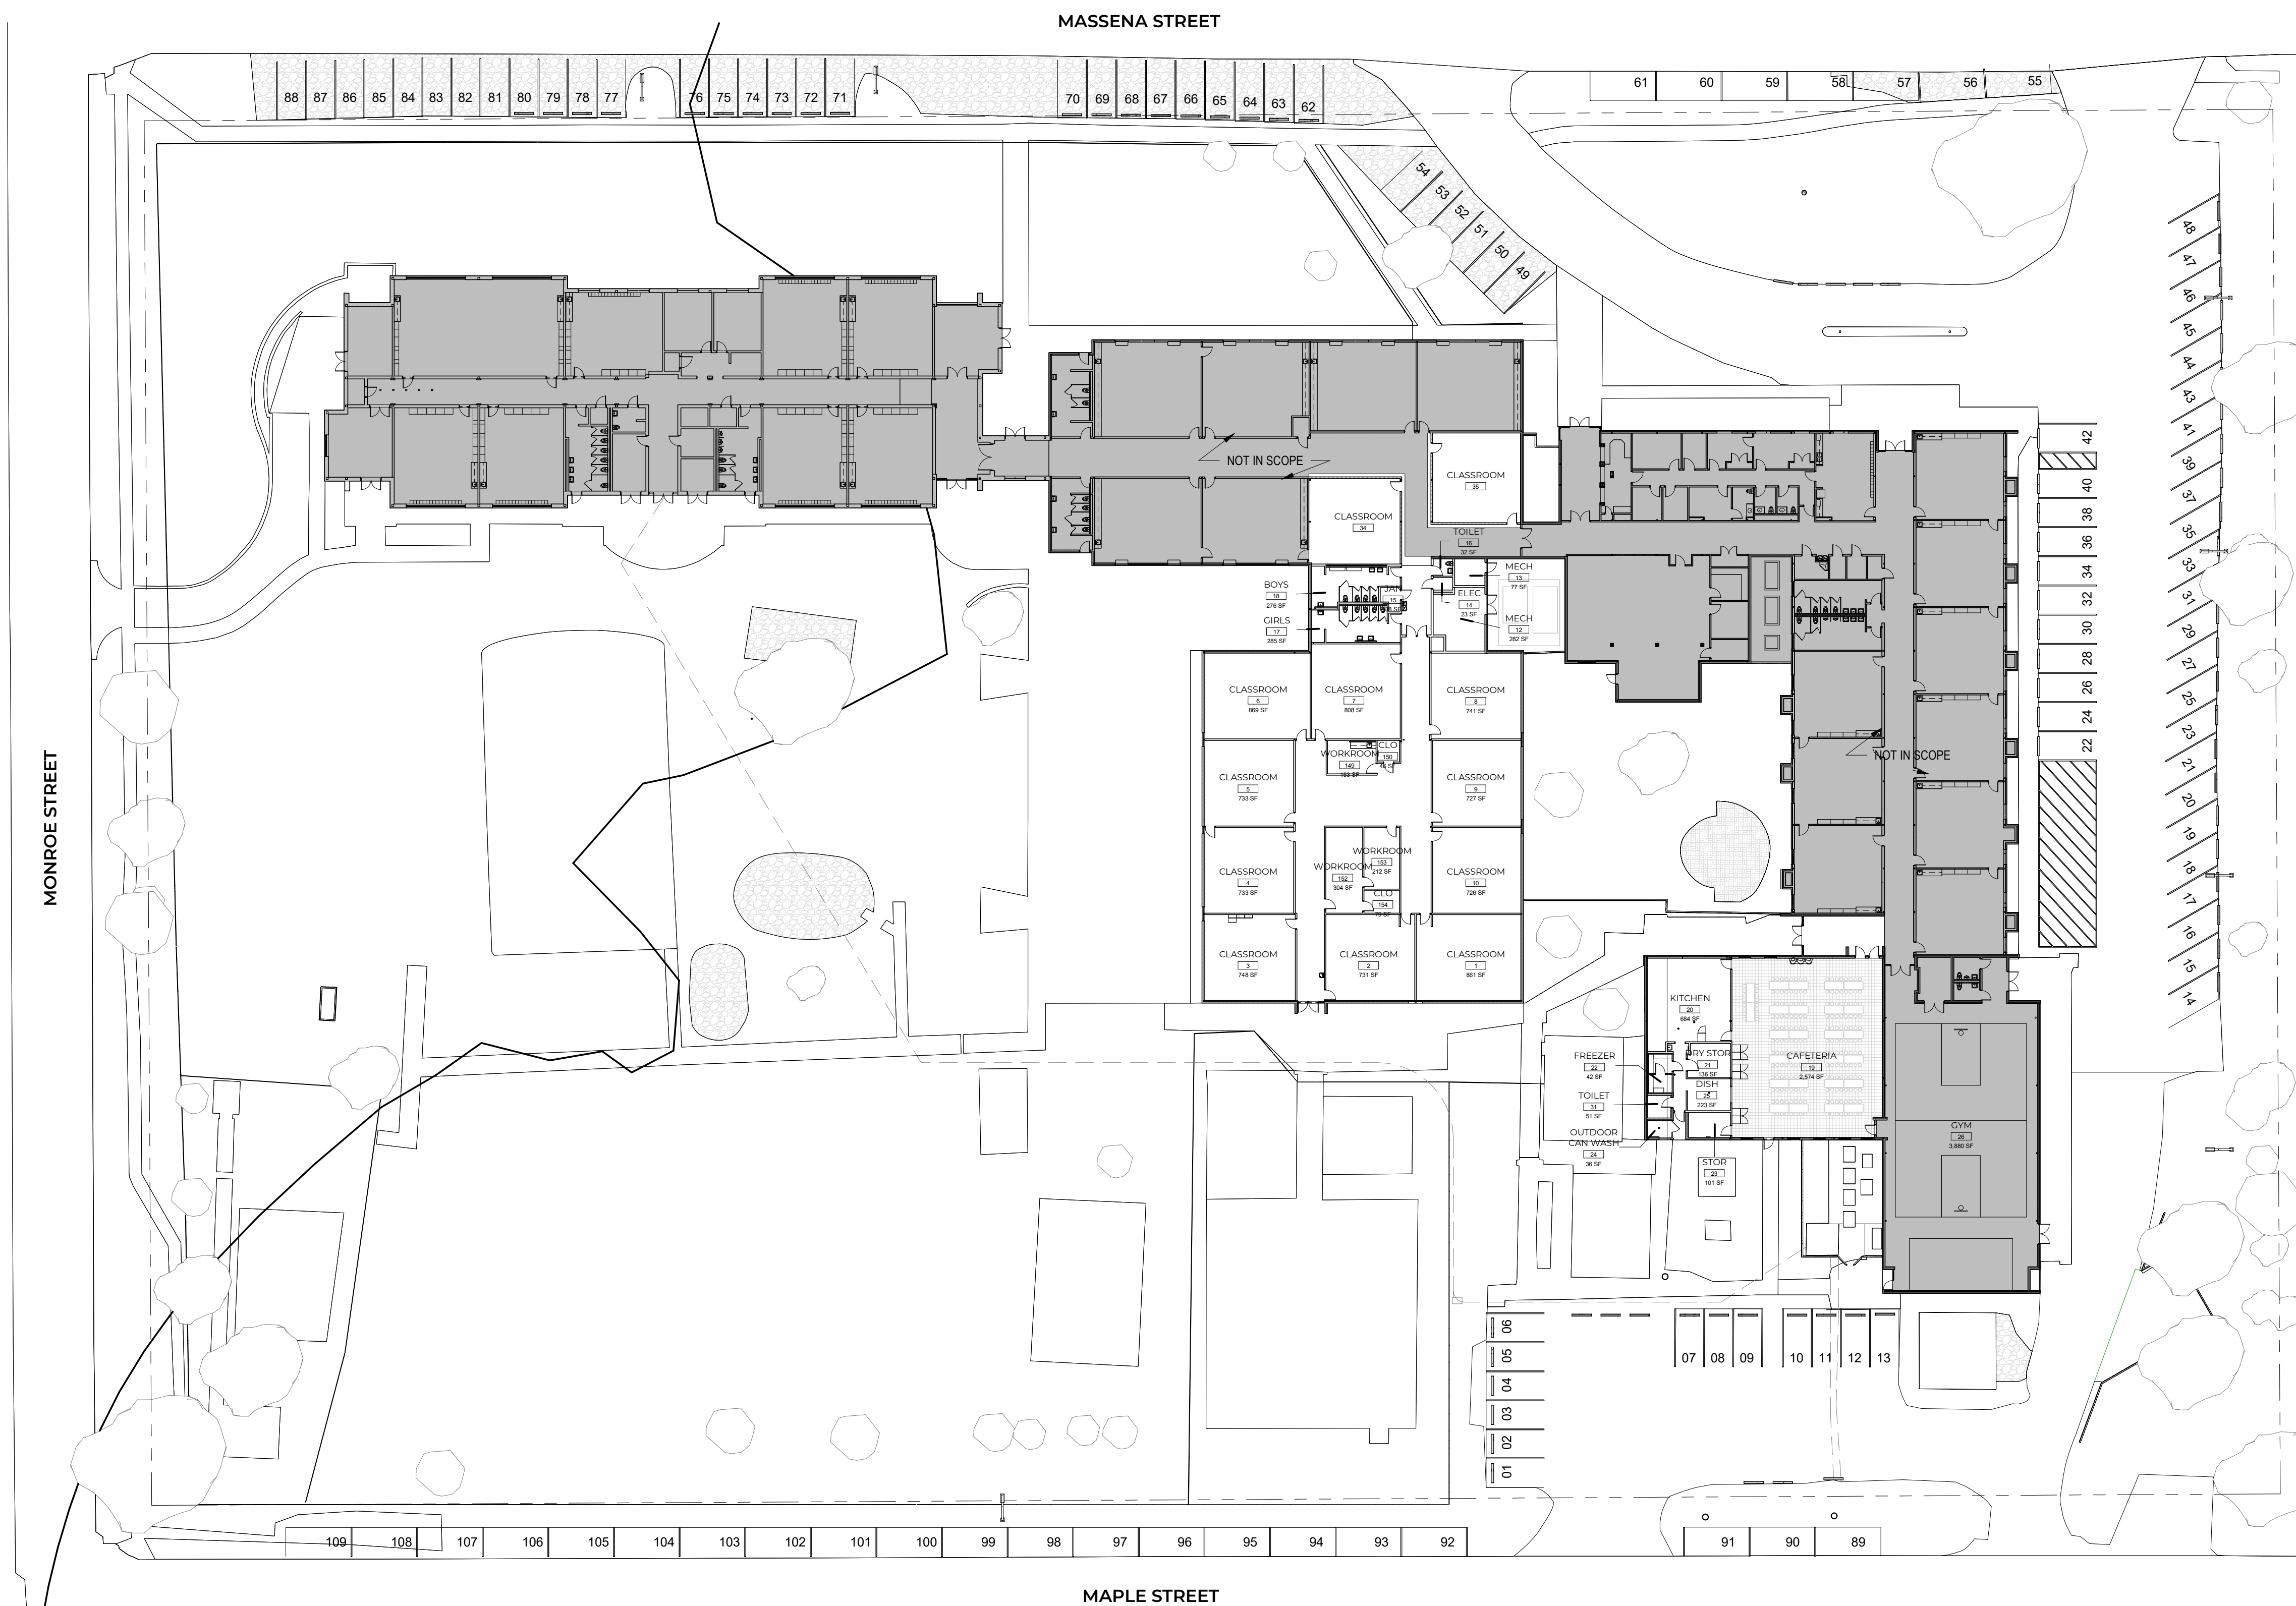 MASSENA STREET
88 87 86 85 84 83 82 81 80 79 78 77 76 75 74 73 72 71 70 69 68 67 66 65 64 63 62
61 60 59 58 57 56 55
54
53
52
51
50
49
48
47
46
45
44
43
41
39
37
35
33
31
29
27
25
23
21
20
19
18
17
16
15
14
42
40
38
36
34
32
30
28
26
24
22
NOT IN SCOPE
CLASSROOM
35
CLASSROOM
34
TOILET
16
32 SF
MECH
13
77 SF
ELEC
14
23 SF
MECH
12
282 SF
JAN
15
BOYS
18
276 SF
GIRLS
17
285 SF
CLASSROOM
6
869 SF
CLASSROOM
7
808 SF
CLASSROOM
8
741 SF
WORKROOM
149
153 SF
CLO
150
CLASSROOM
5
733 SF
CLASSROOM
9
727 SF
WORKROOM
153
212 SF
WORKROOM
152
304 SF
CLO
154
CLASSROOM
4
733 SF
CLASSROOM
10
726 SF
CLASSROOM
3
748 SF
CLASSROOM
2
731 SF
CLASSROOM
1
861 SF
NOT IN SCOPE
KITCHEN
20
684 SF
DRY STOR
21
136 SF
FREEZER
22
42 SF
DISH
25
223 SF
TOILET
31
51 SF
OUTDOOR
CAN WASH
24
36 SF
STOR
23
101 SF
CAFETERIA
19
2,574 SF
GYM
26
3,880 SF
MONROE STREET
06
05
04
03
02
01
07 08 09 10 11 12 13
109 108 107 106 105 104 103 102 101 100 99 98 97 96 95 94 93 92 91 90 89
MAPLE STREET